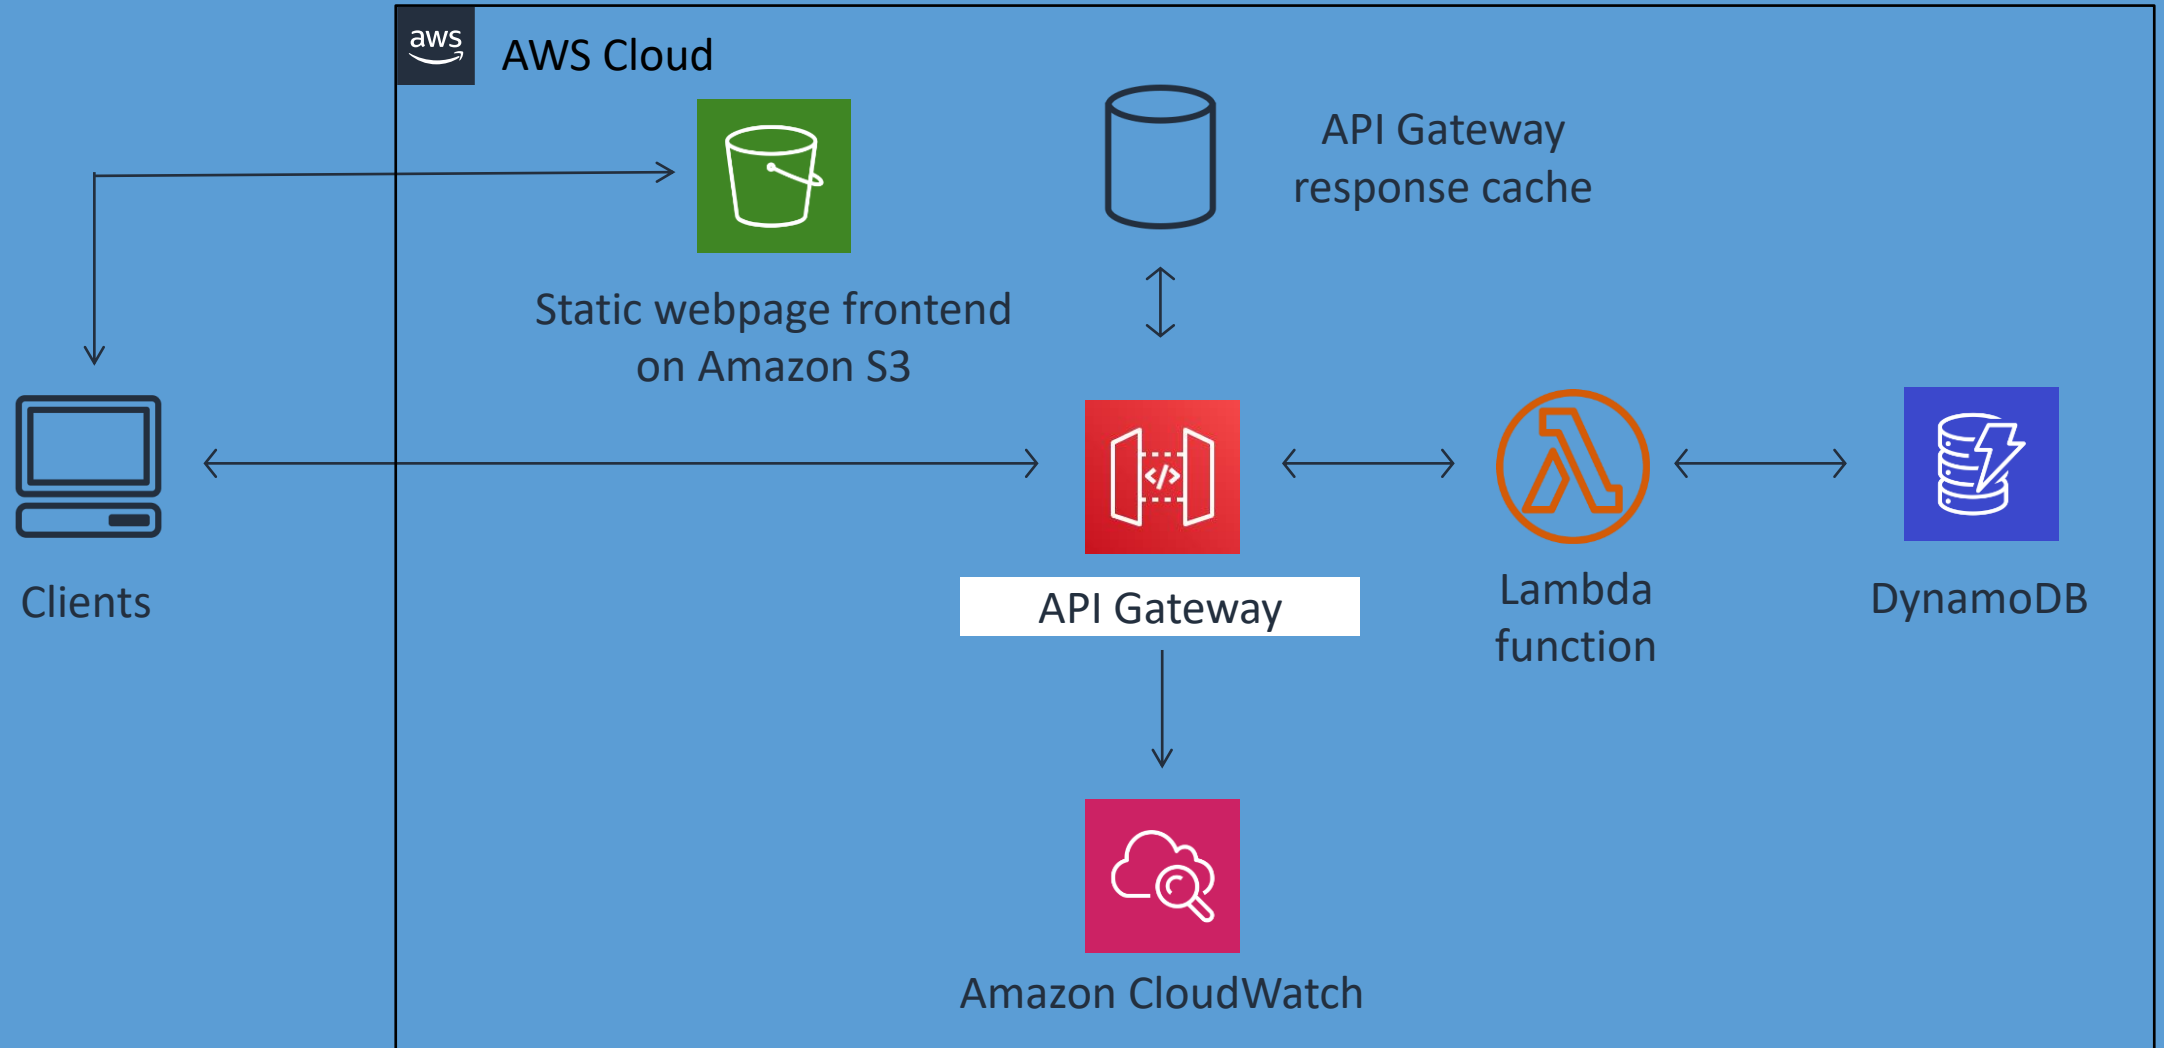 aws
AWS Cloud
API Gateway
response cache
Static webpage frontend
on Amazon S3
</>
Clients
API Gateway
Lambda
function
DynamoDB
Amazon CloudWatch